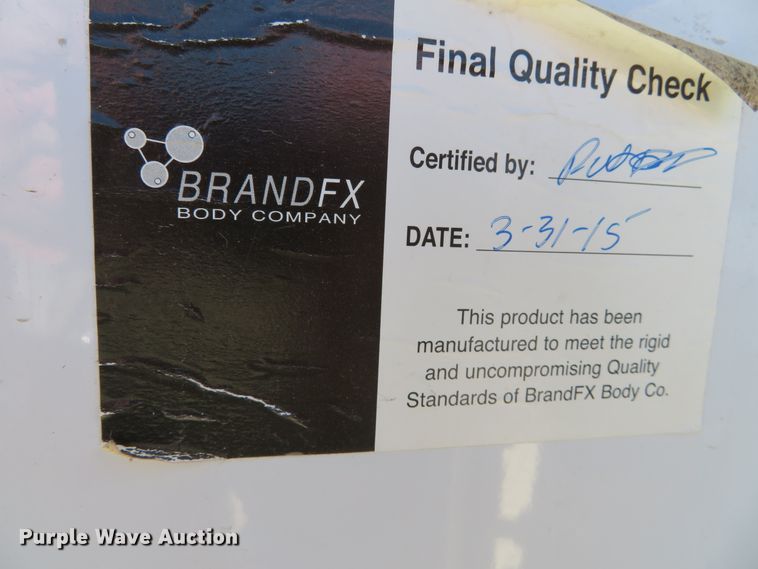 Final Quality Check
Certified by:
DATE: 3-31-15
BRANDFX
BODY COMPANY
This product has been
manufactured to meet the rigid
and uncompromising Quality
Standards of BrandFX Body Co.
Purple Wave Auction